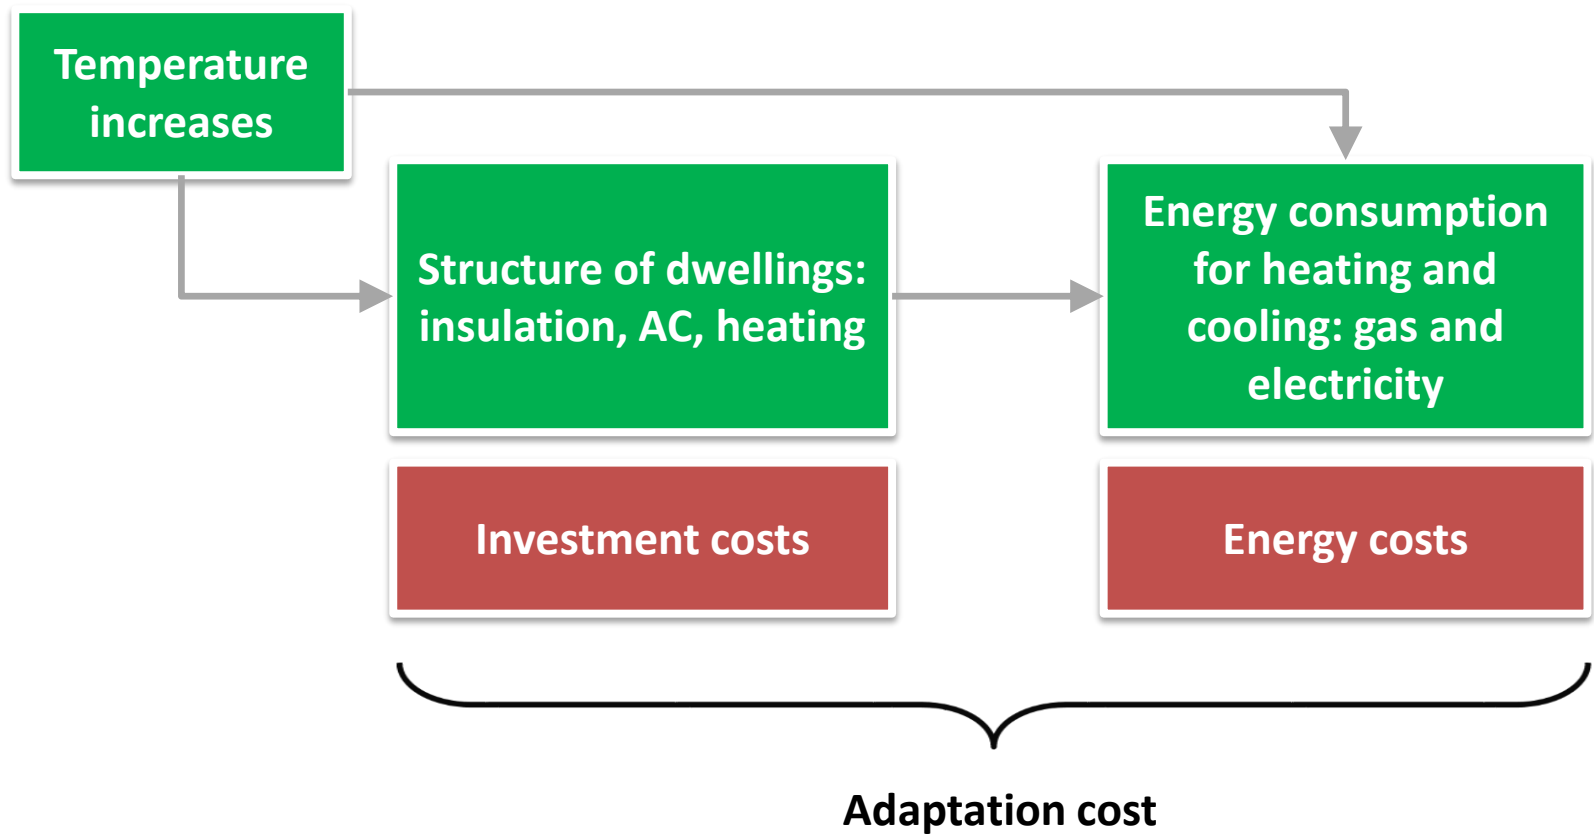 Temperature
increases
Structure of dwellings:
insulation, AC, heating
Energy consumption
for heating and
cooling: gas and
electricity
Investment costs
Energy costs
Adaptation cost